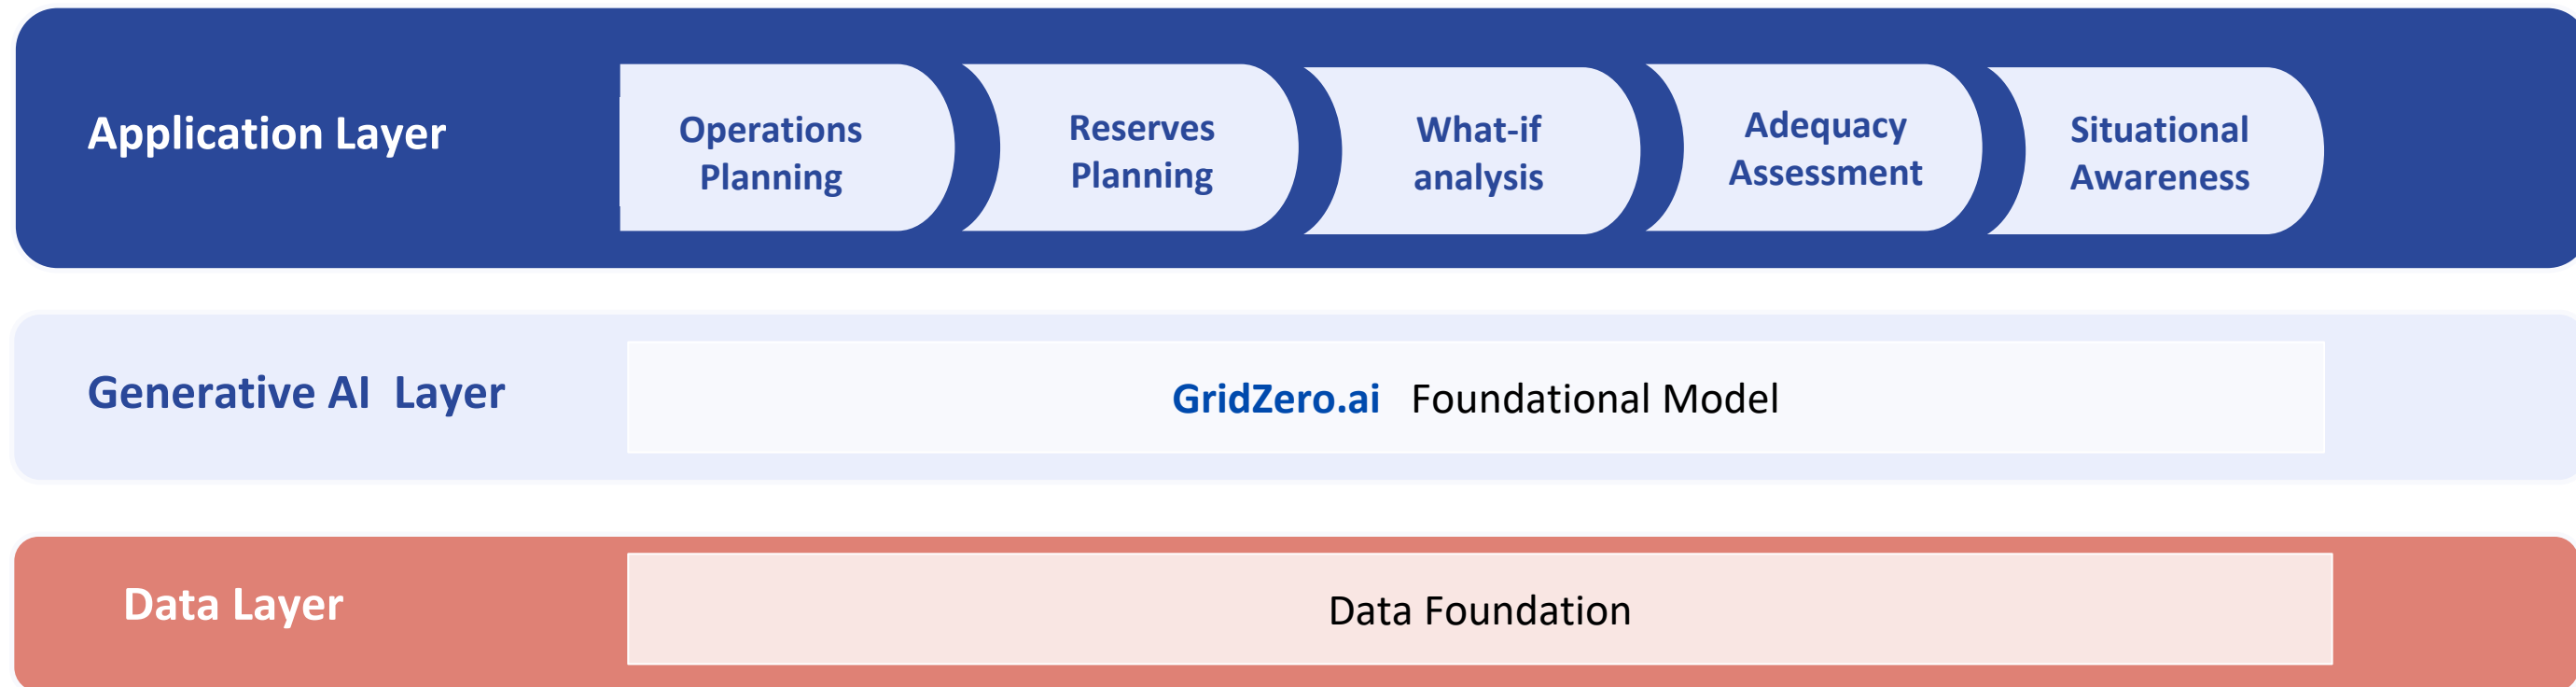 Application Layer
Operations
Planning
Reserves
Planning
What-if
analysis
Adequacy
Assessment
Situational
Awareness
Generative AI  Layer
GridZero.ai   Foundational Model
Data Layer
Data Foundation